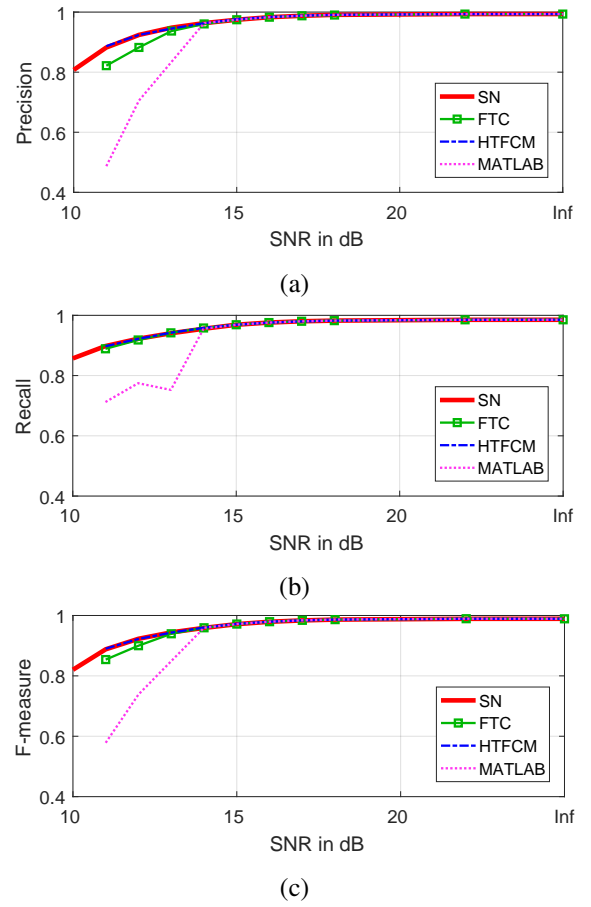 1
0.8
0.6
0.4
Precision
SN
FTC
HTFCM
MATLAB
10
15
20
Inf
SNR in dB
(a)
1
0.8
0.6
0.4
Recall
SN
FTC
HTFCM
MATLAB
10
15
20
Inf
SNR in dB
(b)
1
0.8
0.6
0.4
F-measure
SN
FTC
HTFCM
MATLAB
10
15
20
Inf
SNR in dB
(c)